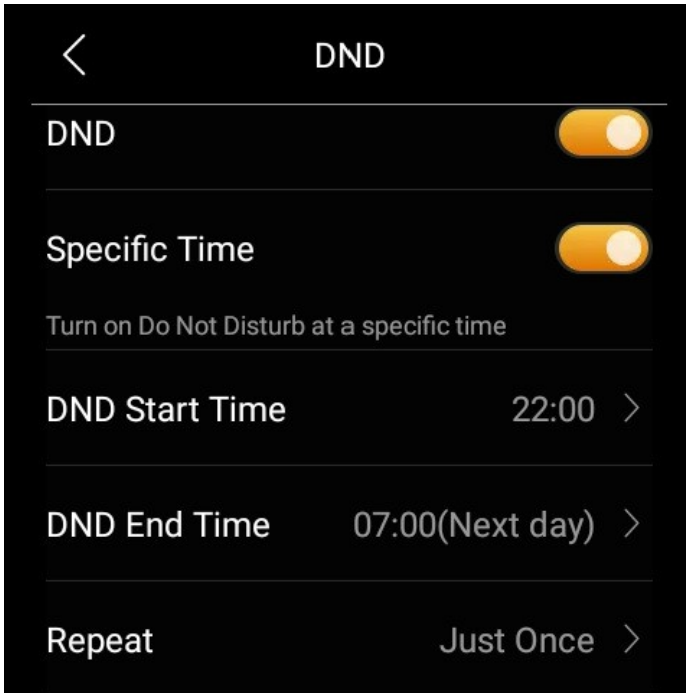 DND
DND
Specific Time
Turn on Do Not Disturb at a specific time
DND Start Time 22:00
DND End Time 07:00(Next day)
Repeat Just Once